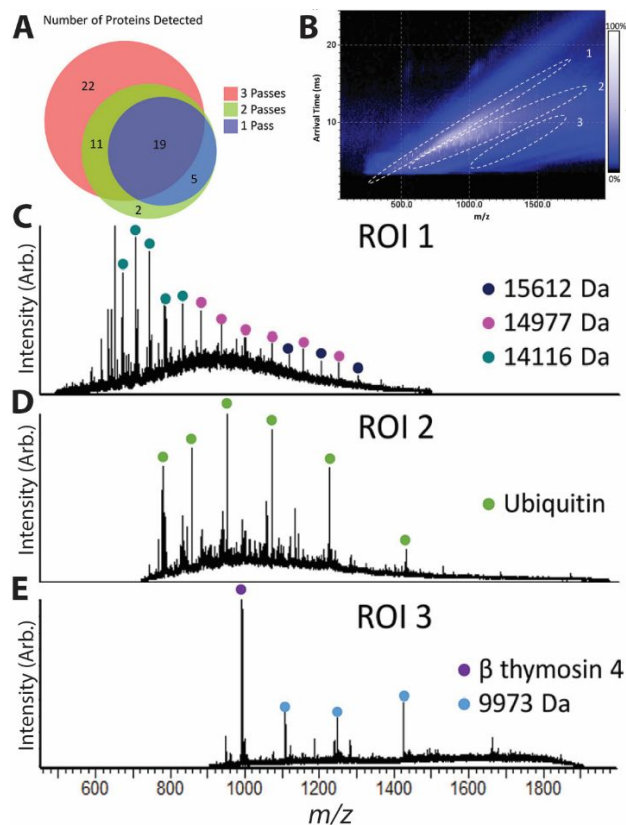 A
Number of Proteins Detected
22
11
19
5
2
3 Passes
2 Passes
1 Pass
B
Arrival Time (ms)
20
10
500.0
1000.0
1500.0
m/z
1
2
3
100%
0%
C
ROI 1
Intensity (Arb.)
15612 Da
14977 Da
14116 Da
D
ROI 2
Intensity (Arb.)
Ubiquitin
E
ROI 3
Intensity (Arb.)
β thymosin 4
9973 Da
600
800
1000
1200
1400
1600
1800
m/z